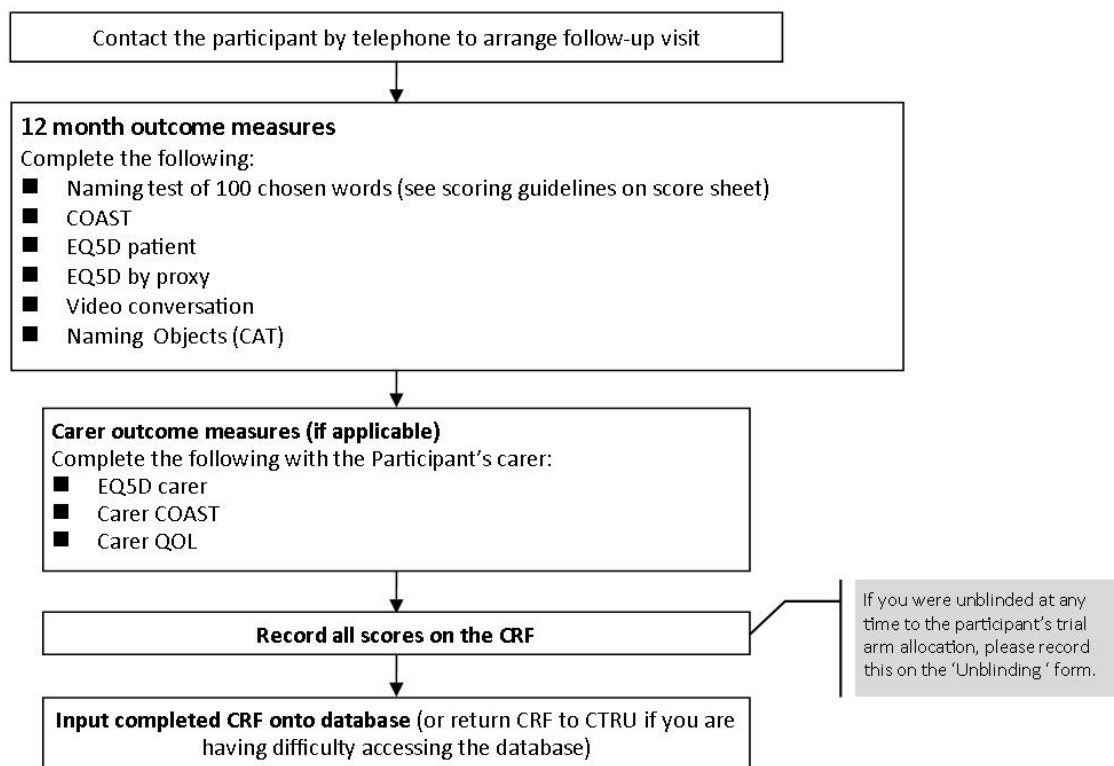 Contact the participant by telephone to arrange follow-up visit
12 month outcome measures
Complete the following:
■ Naming test of 100 chosen words (see scoring guidelines on score sheet)
■ COAST
■ EQ5D patient
■ EQ5D by proxy
■ Video conversation
■ Naming Objects (CAT)
Carer outcome measures (if applicable)
Complete the following with the Participant's carer:
■ EQ5D carer
■ Carer COAST
■ Carer QOL
Record all scores on the CRF
If you were unblinded at any
time to the participant's trial
arm allocation, please record
this on the 'Unblinding ' form.
Input completed CRF onto database (or return CRF to CTRU if you are
having difficulty accessing the database)